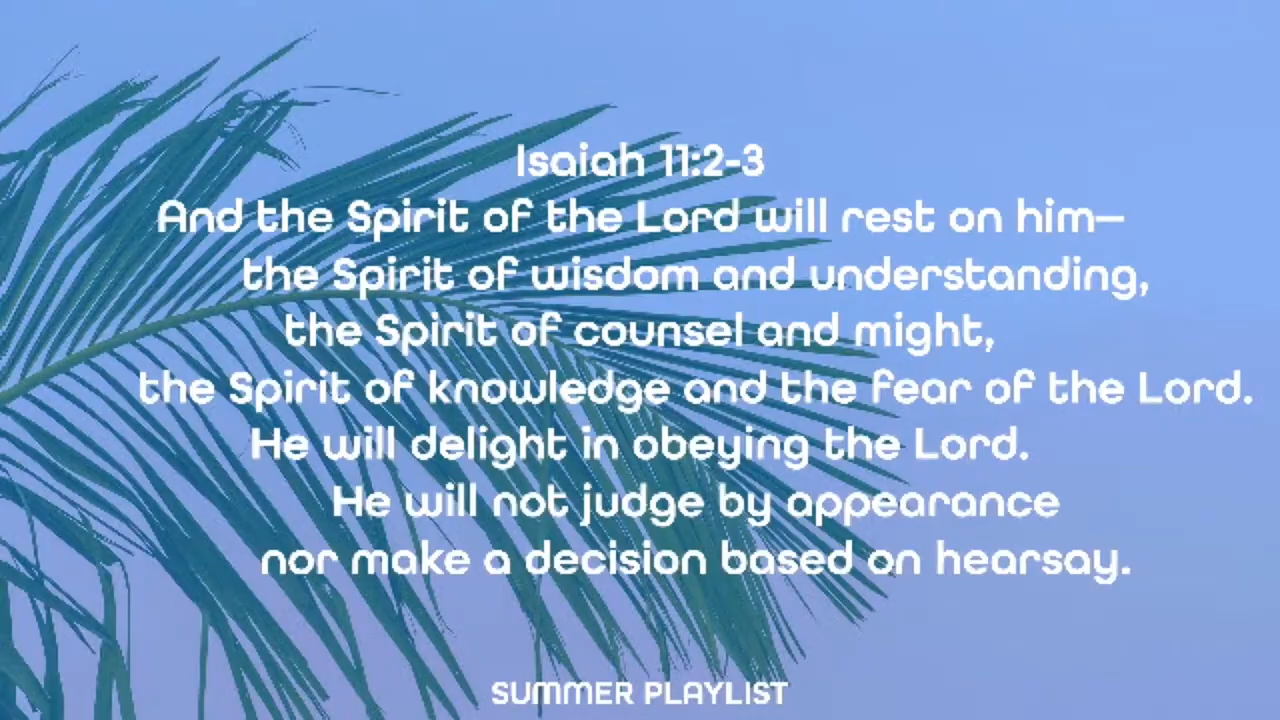 Isaiah 11:2-3
And the Spirit of the Lord will rest on him—
the Spirit of wisdom and understanding,
the Spirit of counsel and might,
the Spirit of knowledge and the fear of the Lord.
He will delight in obeying the Lord.
He will not judge by appearance
nor make a decision based on hearsay.
SUMMER PLAYLIST